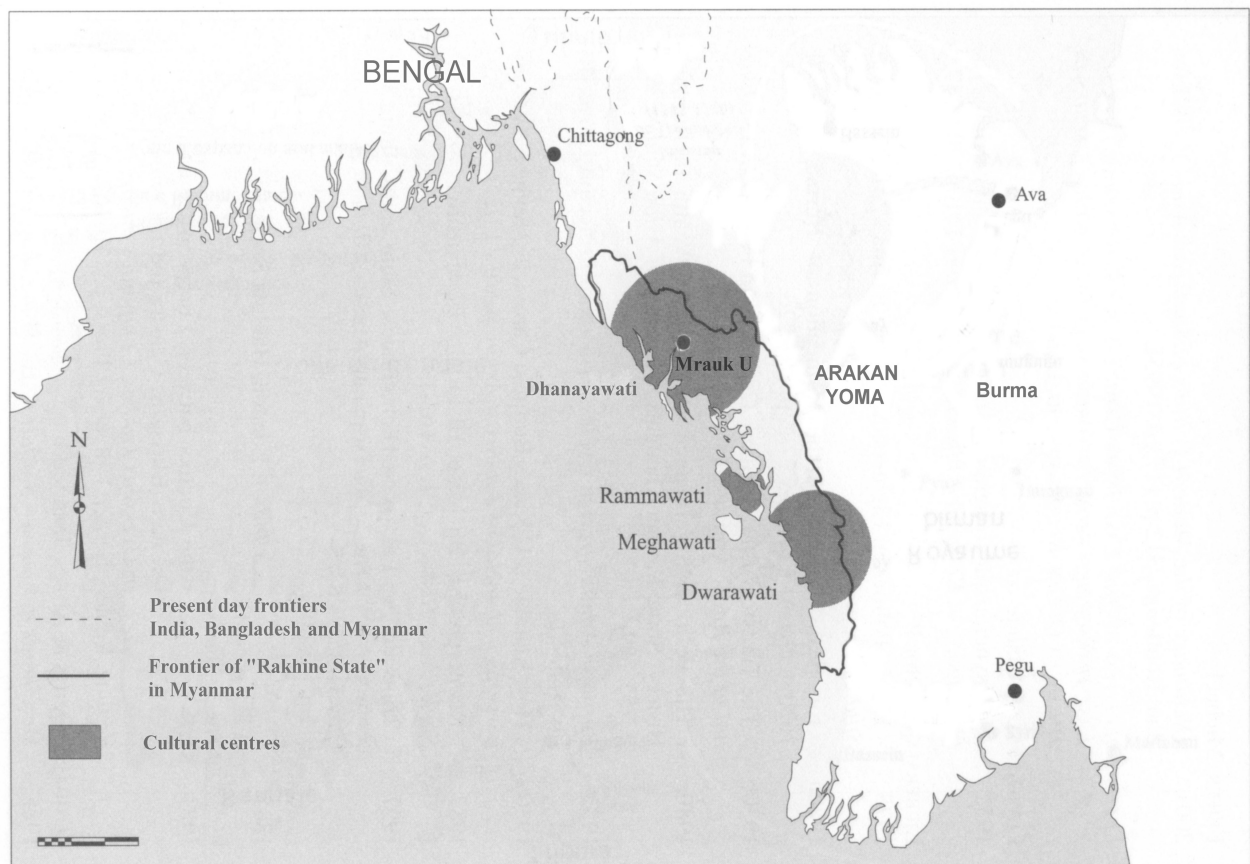 BENGAL
Chittagong
Ava
Mrauk U
Dhanayawati
ARAKAN
YOMA
Burma
N
Rammawati
Meghawati
Dwarawati
Present day frontiers
India, Bangladesh and Myanmar
Frontier of "Rakhine State"
in Myanmar
Pegu
Cultural centres